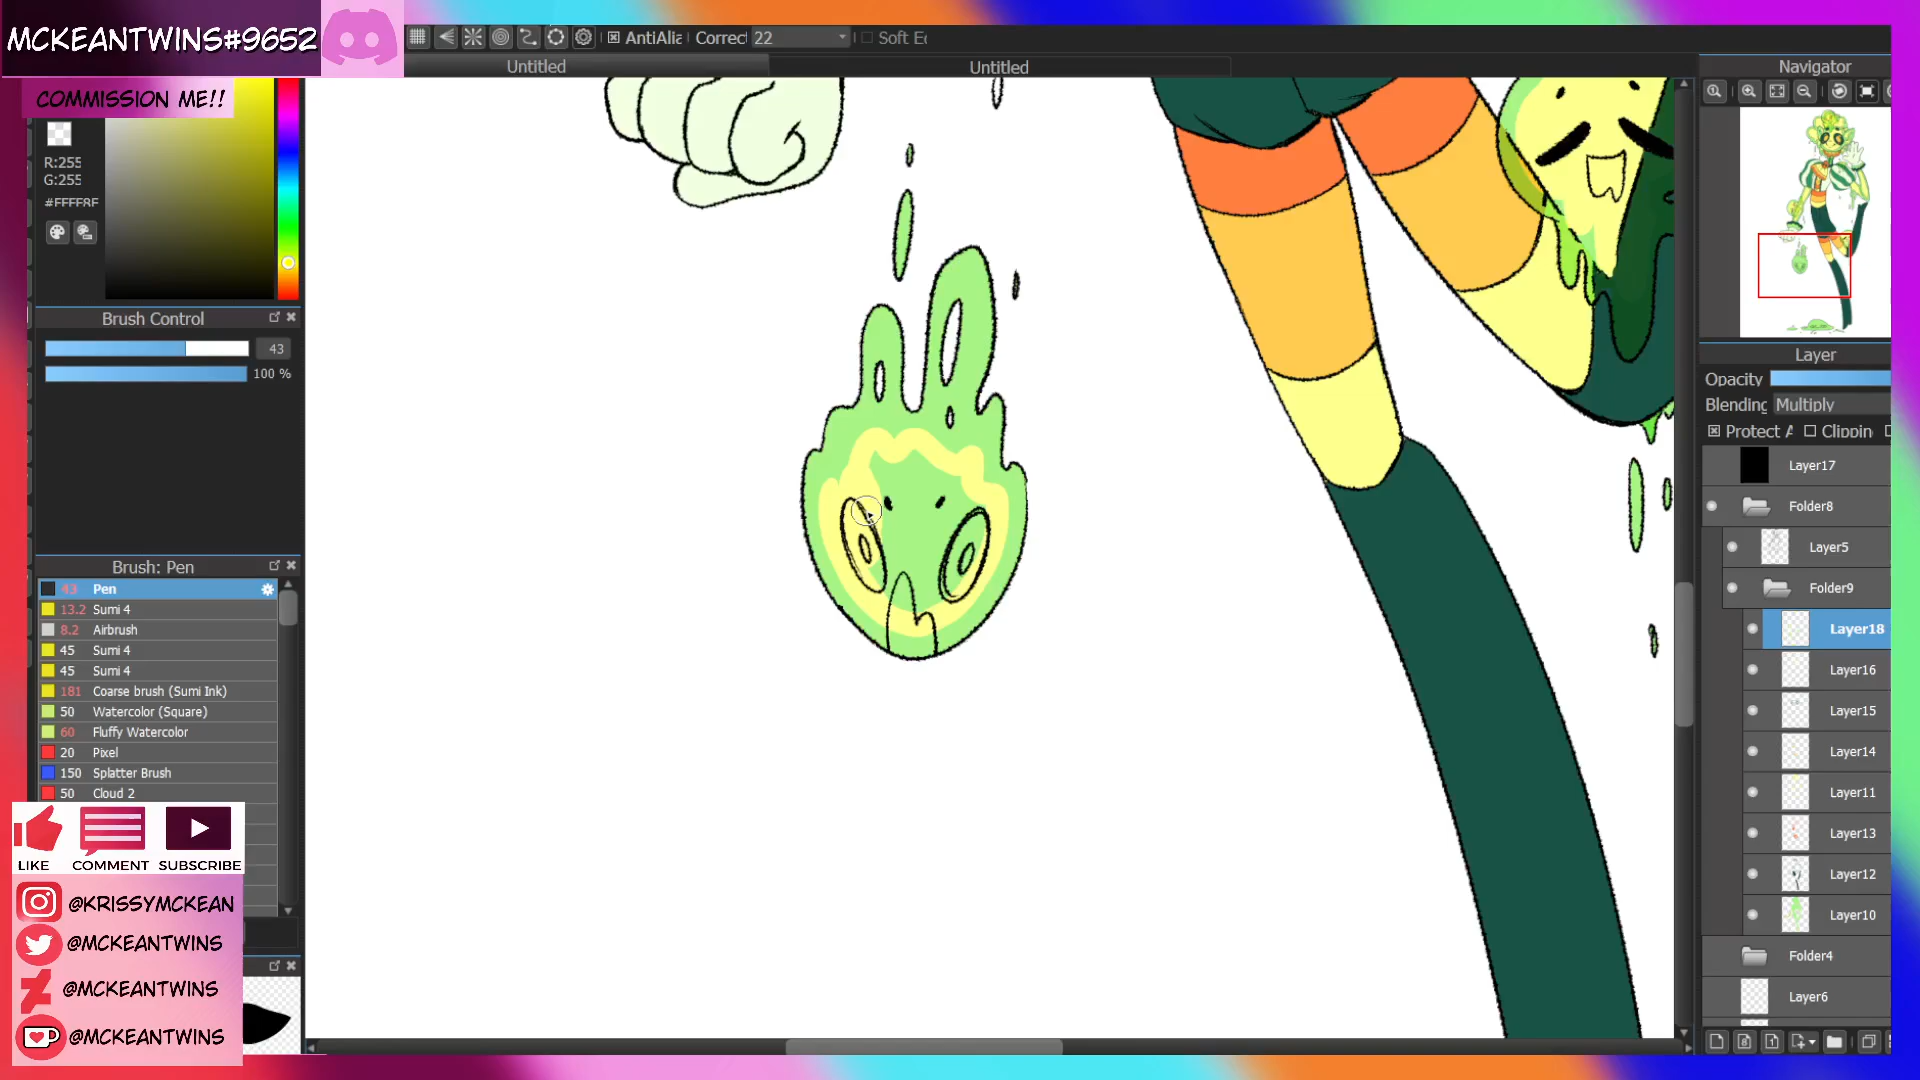 MCKEANTWINS#9652
COMMISSION ME!!
AntiAlia
Correct 22
Soft Ed
Untitled
Untitled
Navigator
R:255
G:255
#FFFF8F
Brush Control
43
100 %
Brush: Pen
43 Pen
13.2 Sumi 4
8.2 Airbrush
45 Sumi 4
45 Sumi 4
181 Coarse brush (Sumi Ink)
50 Watercolor (Square)
60 Fluffy Watercolor
20 Pixel
150 Splatter Brush
50 Cloud 2
LIKE COMMENT SUBSCRIBE
@KRISSYMCKEAN
@MCKEANTWINS
@MCKEANTWINS
@MCKEANTWINS
Layer
Opacity
Blending Multiply
Protect A Clippin
Layer17
Folder8
Layer5
Folder9
Layer18
Layer16
Layer15
Layer14
Layer11
Layer13
Layer12
Layer10
Folder4
Layer6